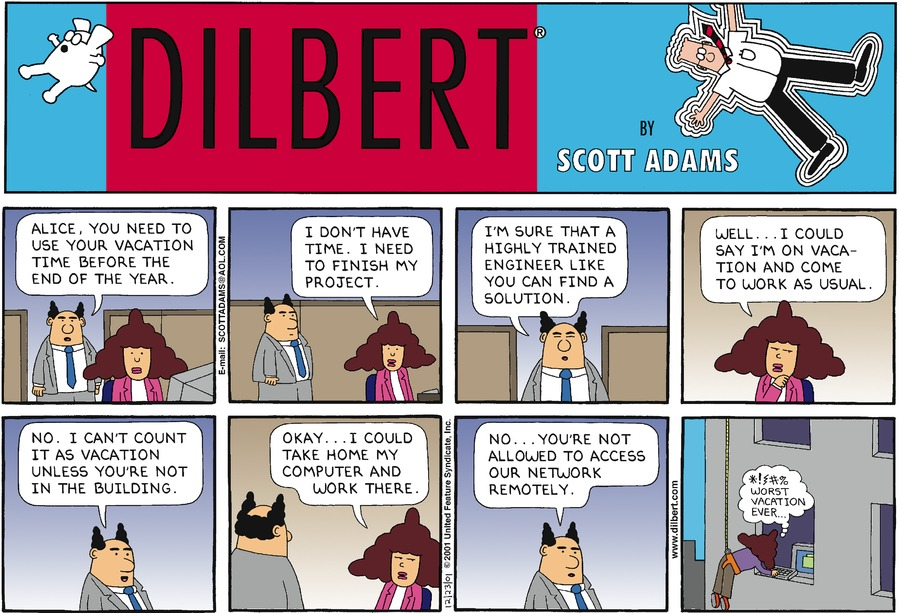 DILBERT®
BY
SCOTT ADAMS
ALICE, YOU NEED TO
USE YOUR VACATION
TIME BEFORE THE
END OF THE YEAR.
E-mail: SCOTTADAMS@AOL.COM
I DON'T HAVE
TIME. I NEED
TO FINISH MY
PROJECT.
I'M SURE THAT A
HIGHLY TRAINED
ENGINEER LIKE
YOU CAN FIND A
SOLUTION.
WELL...I COULD
SAY I'M ON VACA-
TION AND COME
TO WORK AS USUAL.
NO. I CAN'T COUNT
IT AS VACATION
UNLESS YOU'RE NOT
IN THE BUILDING.
OKAY...I COULD
TAKE HOME MY
COMPUTER AND
WORK THERE.
12/23/01 © 2001 United Feature Syndicate, Inc.
NO...YOU'RE NOT
ALLOWED TO ACCESS
OUR NETWORK
REMOTELY.
www.dilbert.com
*!$#%
WORST
VACATION
EVER...